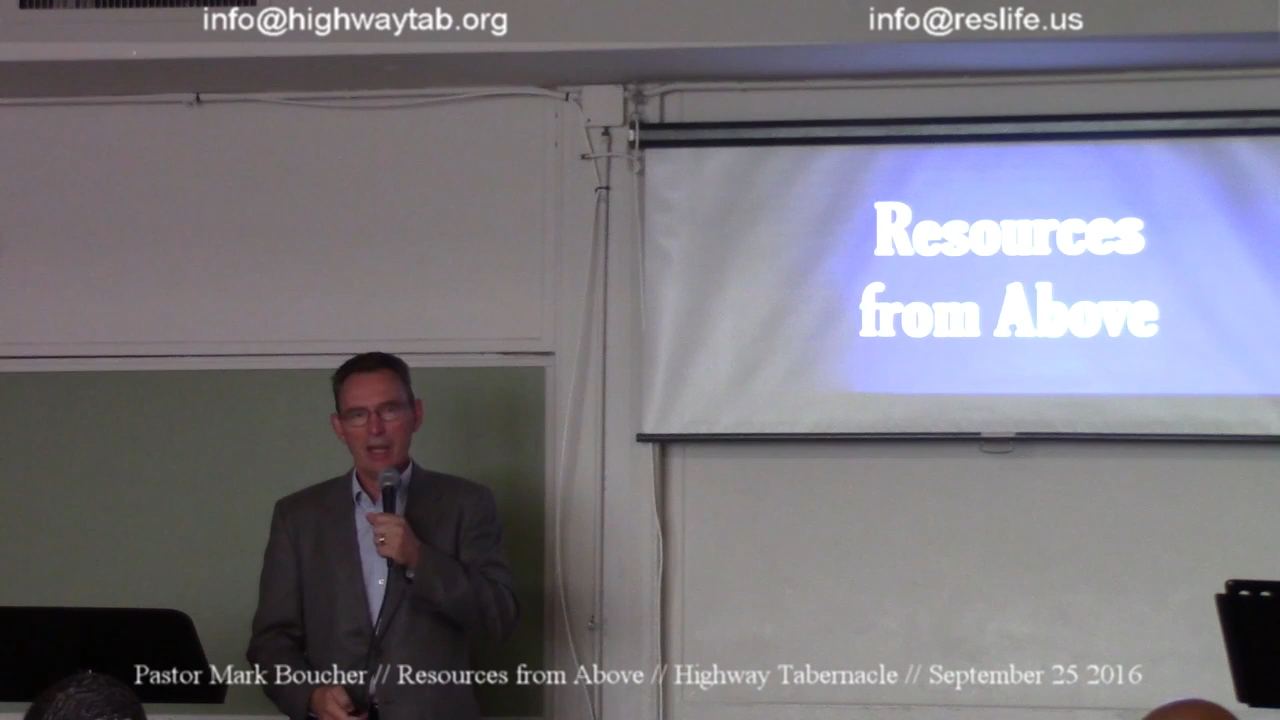 info@highwaytab.org info@reslife.us
Resources
from Above
Pastor Mark Boucher // Resources from Above // Highway Tabernacle // September 25 2016